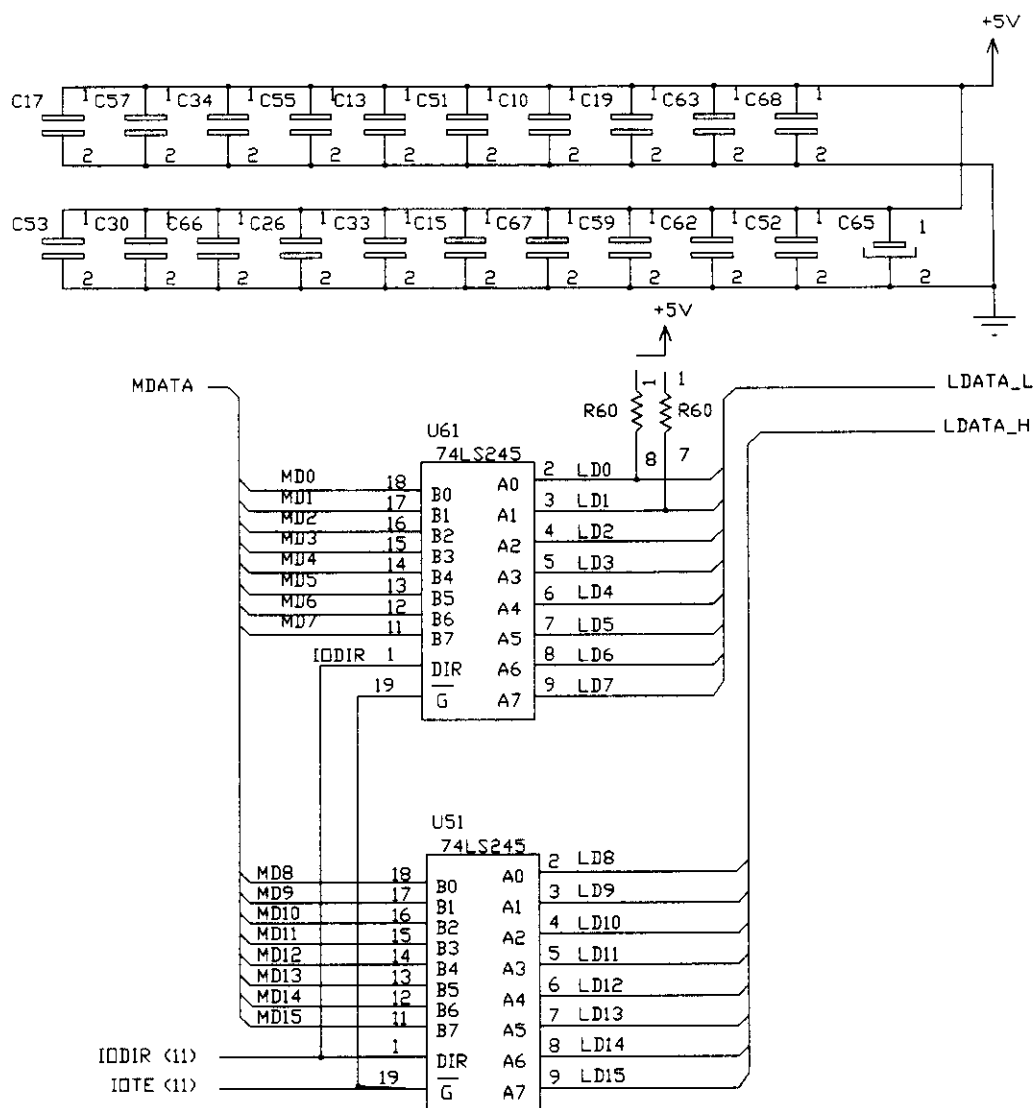 +5V
C17 1 C57 1 C34 1 C55 1 C13 1 C51 1 C10 1 C19 1 C63 1 C68 1
2 2 2 2 2 2 2 2 2 2
C53 1 C30 1 C66 1 C26 1 C33 1 C15 1 C67 1 C59 1 C62 1 C52 1 C65 1
2 2 2 2 2 2 2 2 2 2 2
+5V
MDATA
LDATA_L
1 1
R60 R60
LDATA_H
8 7
U61
74LS245
MD0 18 B0 A0 2 LD0
MD1 17 B1 A1 3 LD1
MD2 16 B2 A2 4 LD2
MD3 15 B3 A3 5 LD3
MD4 14 B4 A4 6 LD4
MD5 13 B5 A5 7 LD5
MD6 12 B6 A6 8 LD6
MD7 11 B7 A7 9 LD7
IODIR 1 DIR
19 G
U51
74LS245
MD8 18 B0 A0 2 LD8
MD9 17 B1 A1 3 LD9
MD10 16 B2 A2 4 LD10
MD11 15 B3 A3 5 LD11
MD12 14 B4 A4 6 LD12
MD13 13 B5 A5 7 LD13
MD14 12 B6 A6 8 LD14
MD15 11 B7 A7 9 LD15
IODIR (11) 1 DIR
IOTE (11) 19 G